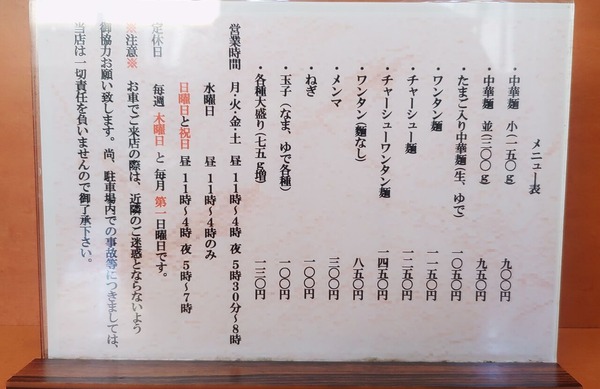 メニュー表
・中華麺 小(一五〇g) 九〇〇円
・中華麺 並(三〇〇g) 九五〇円
・たまご入り中華麺(生、ゆで) 一〇五〇円
・ワンタン麺 一一五〇円
・チャーシュー麺 一二五〇円
・チャーシューワンタン麺 一四五〇円
・ワンタン(麺なし) 八五〇円
・メンマ 三〇〇円
・ねぎ 一〇〇円
・玉子(なま、ゆで各種) 一〇〇円
・各種大盛り(七五g増) 一三〇円
営業時間 月・火・金・土 昼 11時～4時 夜 5時30分～8時
水曜日 昼 11時～4時のみ
日曜日と祝日 昼 11時～4時 夜 5時～7時
定休日 毎週 木曜日 と 毎月 第一日曜日です。
※注意※ お車でご来店の際は、近隣のご迷惑とならないよう
御協力お願い致します。尚、駐車場内での事故等につきましては、
当店は一切責任を負いませんので御了承下さい。